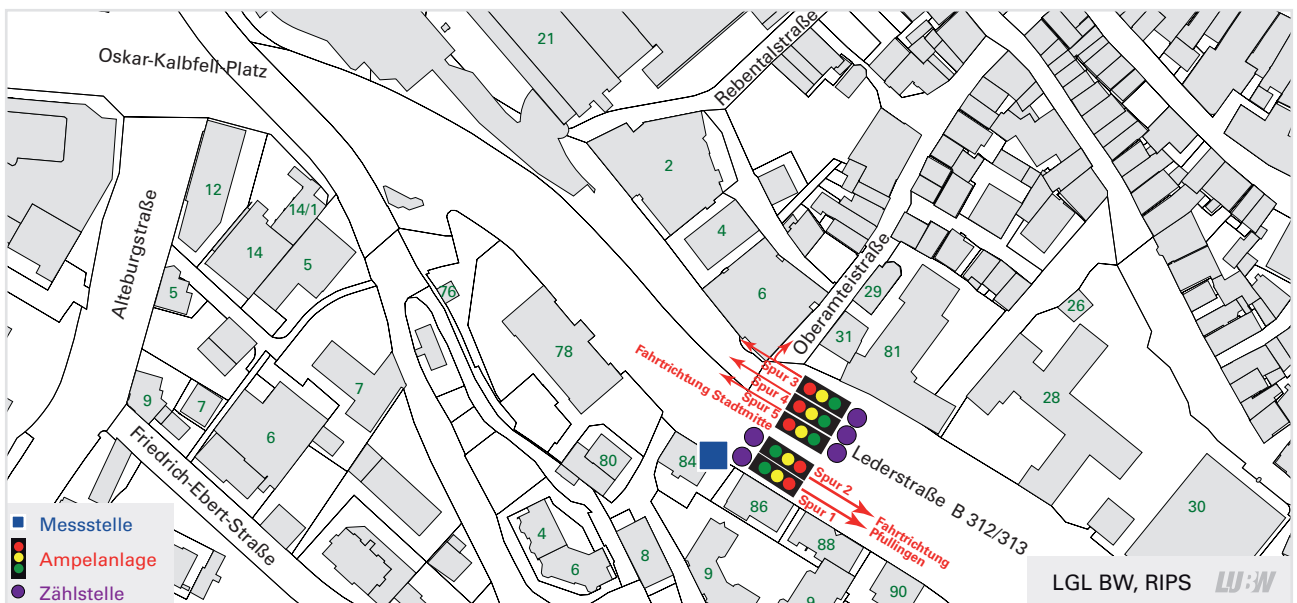 21
Oskar-Kalbfell-Platz
Rebentalstraße
2
12
14/1
4
14
5
Alteburgstraße
5
76
6
29
26
Oberamteistraße
31
78
81
Fahrtrichtung Stadtmitte
Spur 3
Spur 4
Spur 5
7
9
7
28
6
Friedrich-Ebert-Straße
80
84
Lederstraße B 312/313
Spur 2
Spur 1
Fahrtrichtung
Pfullingen
86
30
4
88
8
6
9
90
9
Messstelle
Ampelanlage
Zählstelle
LGL BW, RIPS
LUBW